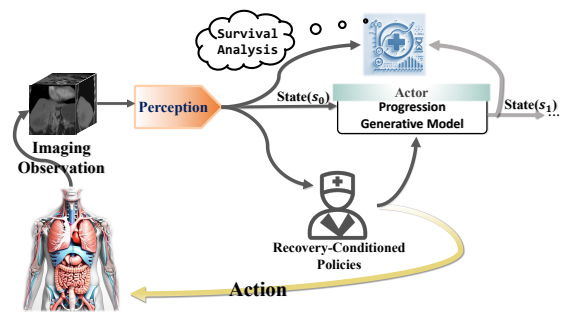 Survival
Analysis
Actor
Perception
State(s₀)
Progression
Generative Model
State(s₁)
...
Imaging
Observation
Recovery-Conditioned
Policies
Action